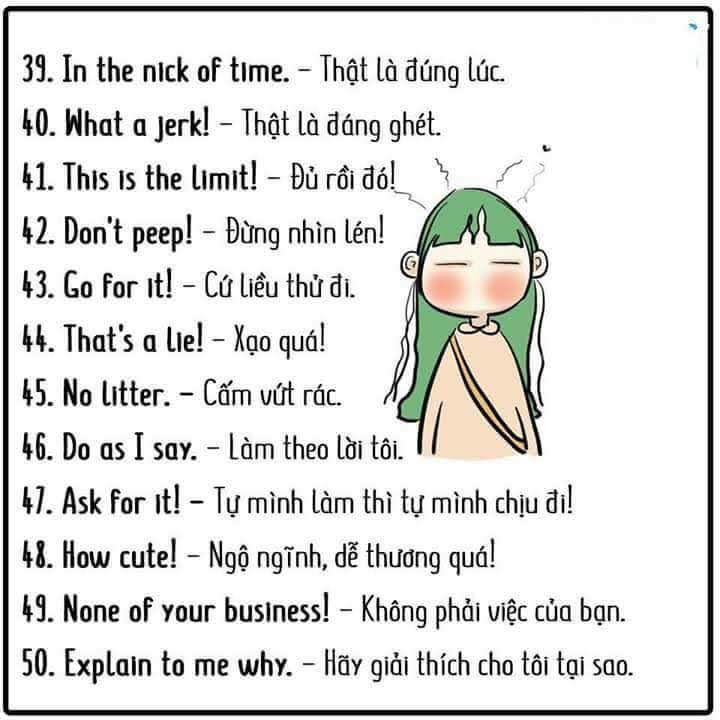 39. In the nick of time. – Thật là đúng lúc.
40. What a jerk! – Thật là đáng ghét.
41. This is the limit! – Đủ rồi đó!
42. Don't peep! – Đừng nhìn lén!
43. Go for it! – Cứ liều thử đi.
44. That's a lie! – Xạo quá!
45. No litter. – Cấm vứt rác.
46. Do as I say. – Làm theo lời tôi.
47. Ask for it! – Tự mình làm thì tự mình chịu đi!
48. How cute! – Ngộ ngĩnh, dễ thương quá!
49. None of your business! – Không phải việc của bạn.
50. Explain to me why. – Hãy giải thích cho tôi tại sao.